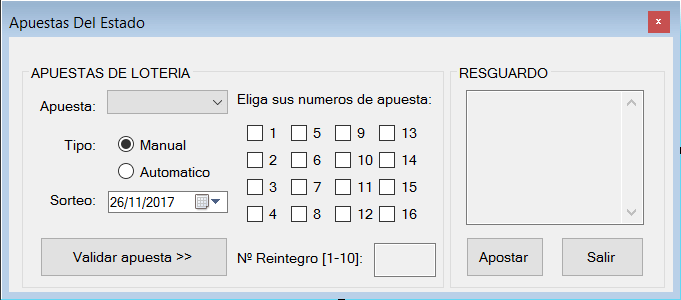 Apuestas Del Estado
x
APUESTAS DE LOTERIA
Apuesta:
Tipo:
Manual
Automatico
Sorteo:
26/11/2017
Validar apuesta >>
Eliga sus numeros de apuesta:
1 5 9 13
2 6 10 14
3 7 11 15
4 8 12 16
Nº Reintegro [1-10]:
RESGUARDO
Apostar
Salir